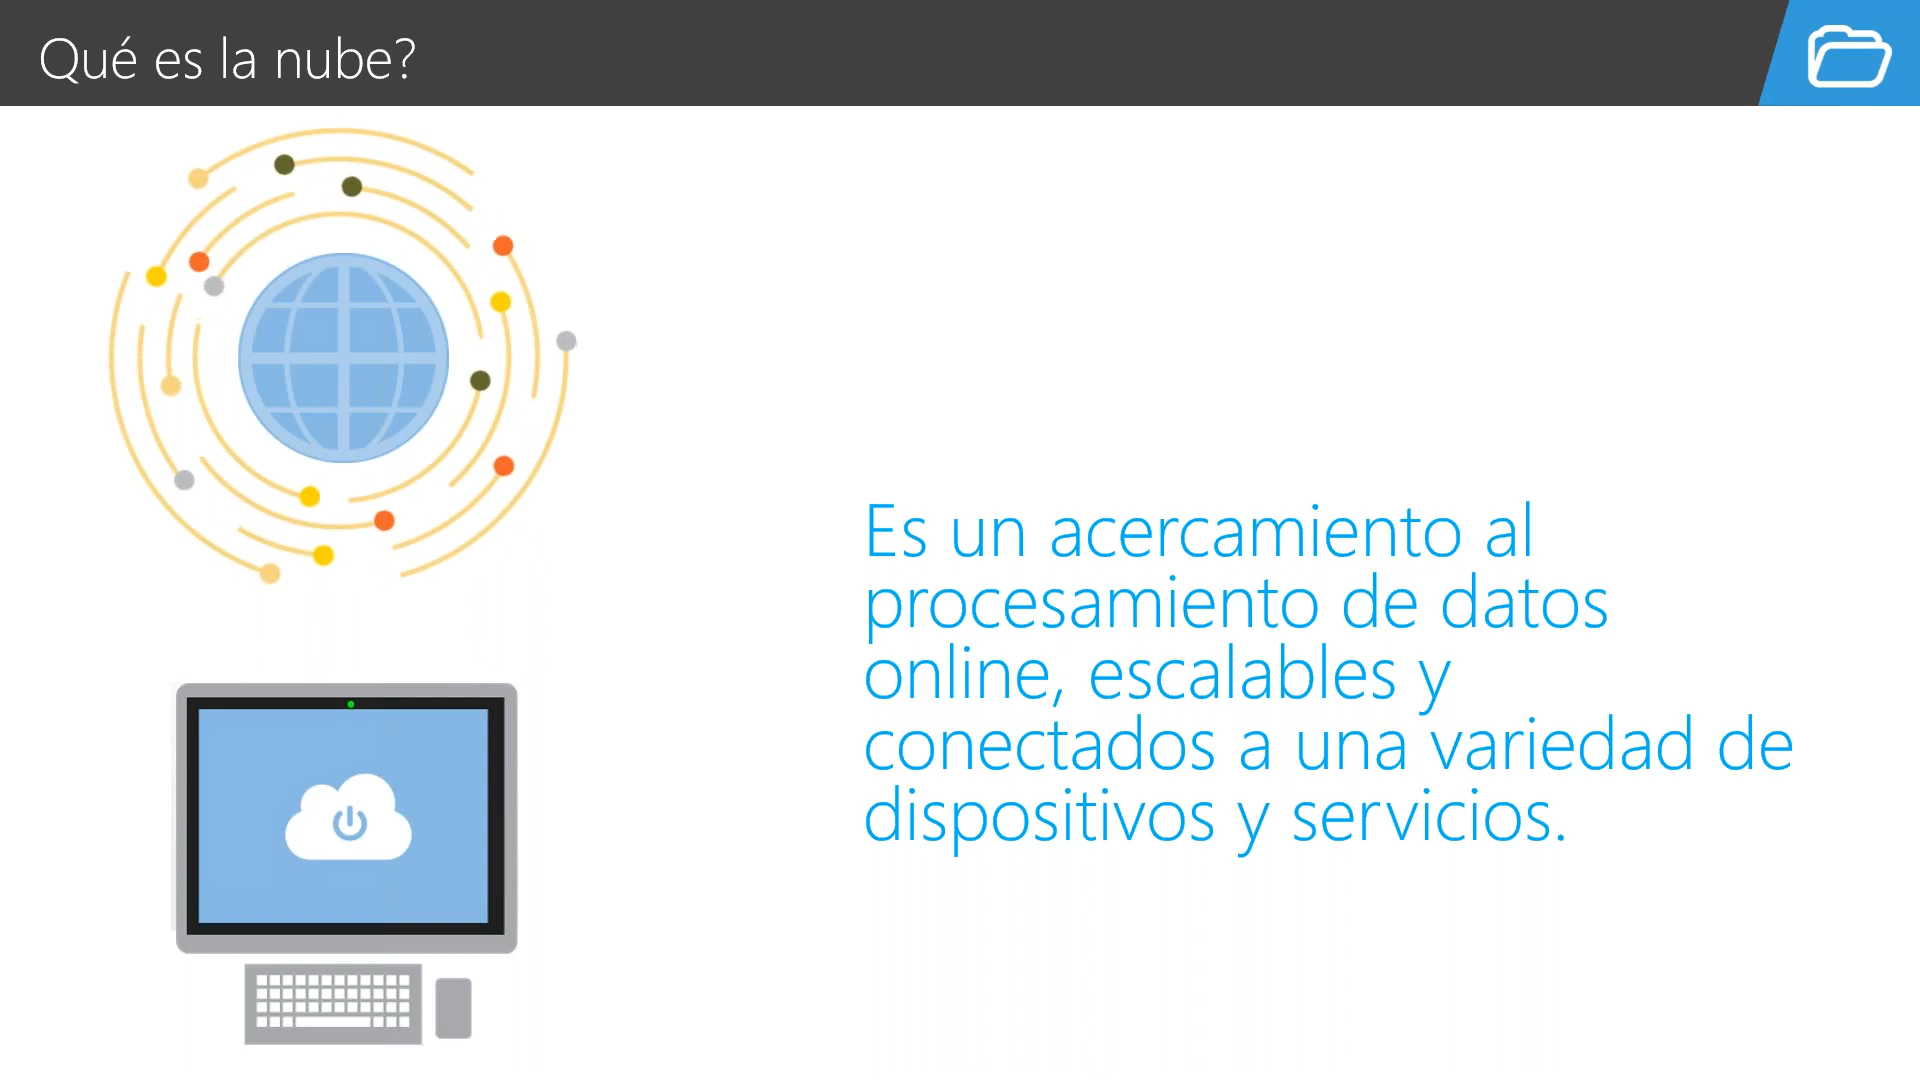 Qué es la nube?
Es un acercamiento al
procesamiento de datos
online, escalables y
conectados a una variedad de
dispositivos y servicios.